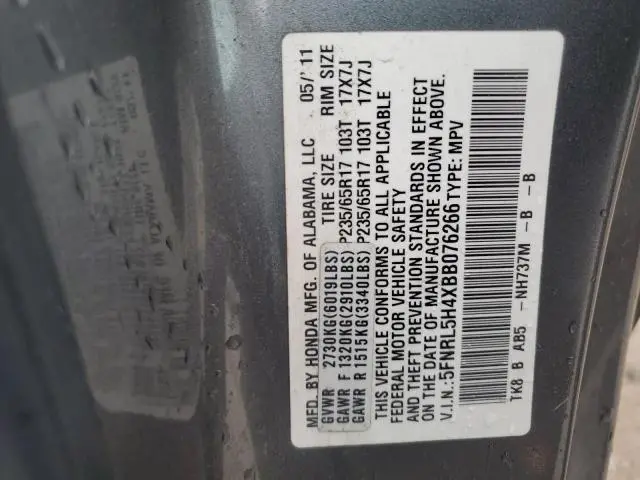 MFD. BY HONDA MFG. OF ALABAMA, LLC 05/'11
GVWR 2730KG(6019LBS) TIRE SIZE RIM SIZE
GAWR F 1320KG(2910LBS) P235/65R17 103T 17X7J
GAWR R 1515KG(3340LBS) P235/65R17 103T 17X7J
THIS VEHICLE CONFORMS TO ALL APPLICABLE
FEDERAL MOTOR VEHICLE SAFETY
AND THEFT PREVENTION STANDARDS IN EFFECT
ON THE DATE OF MANUFACTURE SHOWN ABOVE.
V.I.N.:5FNRL5H4XBB076266 TYPE: MPV
TK8 B AB5 -NH737M -B -B